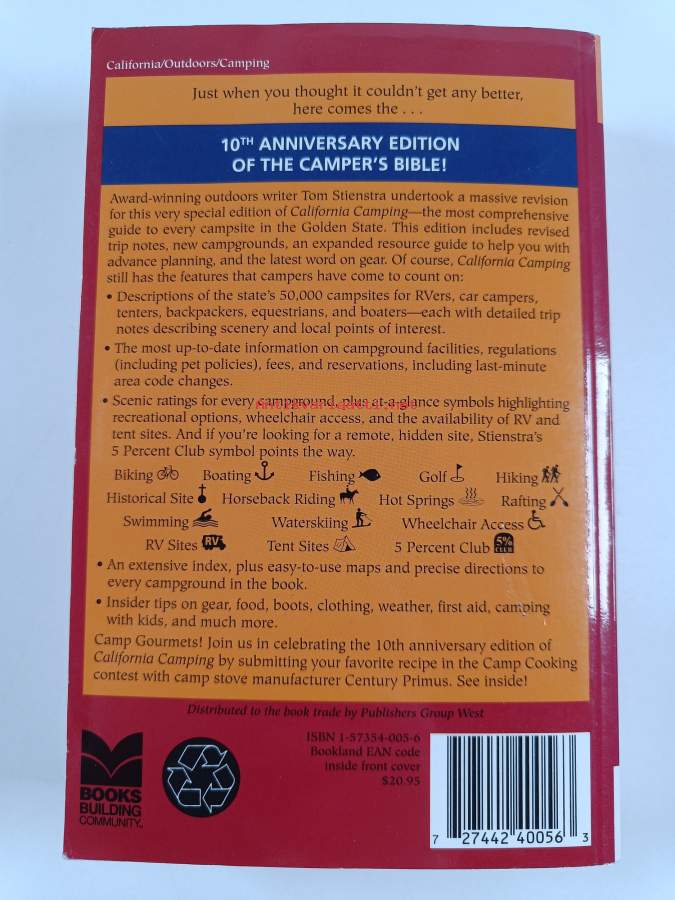 California/Outdoors/Camping
Just when you thought it couldn't get any better,
here comes the . . .
10TH ANNIVERSARY EDITION
OF THE CAMPER'S BIBLE!
Award-winning outdoors writer Tom Stienstra undertook a massive revision
for this very special edition of California Camping—the most comprehensive
guide to every campsite in the Golden State. This edition includes revised
trip notes, new campgrounds, an expanded resource guide to help you with
advance planning, and the latest word on gear. Of course, California Camping
still has the features that campers have come to count on:
• Descriptions of the state's 50,000 campsites for RVers, car campers,
tenters, backpackers, equestrians, and boaters—each with detailed trip
notes describing scenery and local points of interest.
• The most up-to-date information on campground facilities, regulations
(including pet policies), fees, and reservations, including last-minute
area code changes.
• Scenic ratings for every campground, plus at-a-glance symbols highlighting
recreational options, wheelchair access, and the availability of RV and
tent sites. And if you're looking for a remote, hidden site, Stienstra's
5 Percent Club symbol points the way.
Biking Boating Fishing Golf Hiking
Historical Site Horseback Riding Hot Springs Rafting
Swimming Waterskiing Wheelchair Access
RV Sites RV Tent Sites 5 Percent Club 5% CLUB
• An extensive index, plus easy-to-use maps and precise directions to
every campground in the book.
• Insider tips on gear, food, boots, clothing, weather, first aid, camping
with kids, and much more.
Camp Gourmets! Join us in celebrating the 10th anniversary edition of
California Camping by submitting your favorite recipe in the Camp Cooking
contest with camp stove manufacturer Century Primus. See inside!
Distributed to the book trade by Publishers Group West
ISBN 1-57354-005-6
Bookland EAN code
inside front cover
$20.95
BOOKS
BUILDING
COMMUNITY
7 27442 40056 3